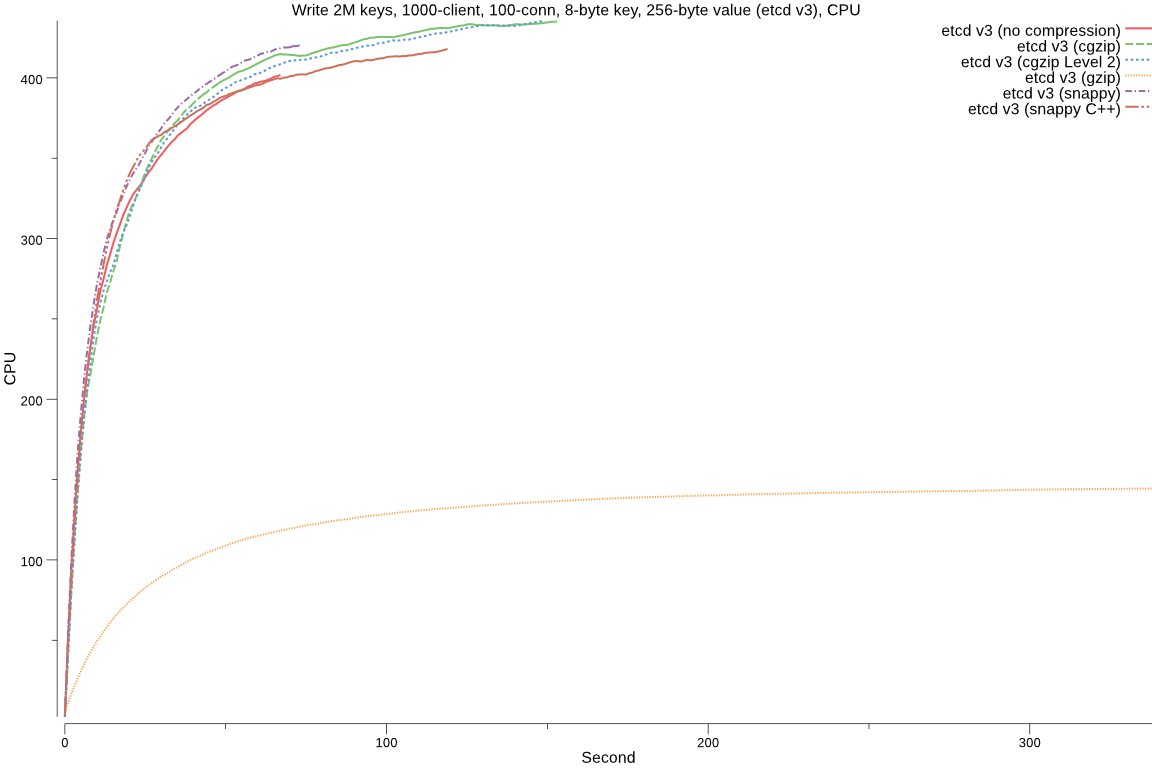 Write 2M keys, 1000-client, 100-conn, 8-byte key, 256-byte value (etcd v3), CPU
etcd v3 (no compression)
etcd v3 (cgzip)
etcd v3 (cgzip Level 2)
etcd v3 (gzip)
etcd v3 (snappy)
etcd v3 (snappy C++)
400
300
200
100
CPU
0
100
200
300
Second